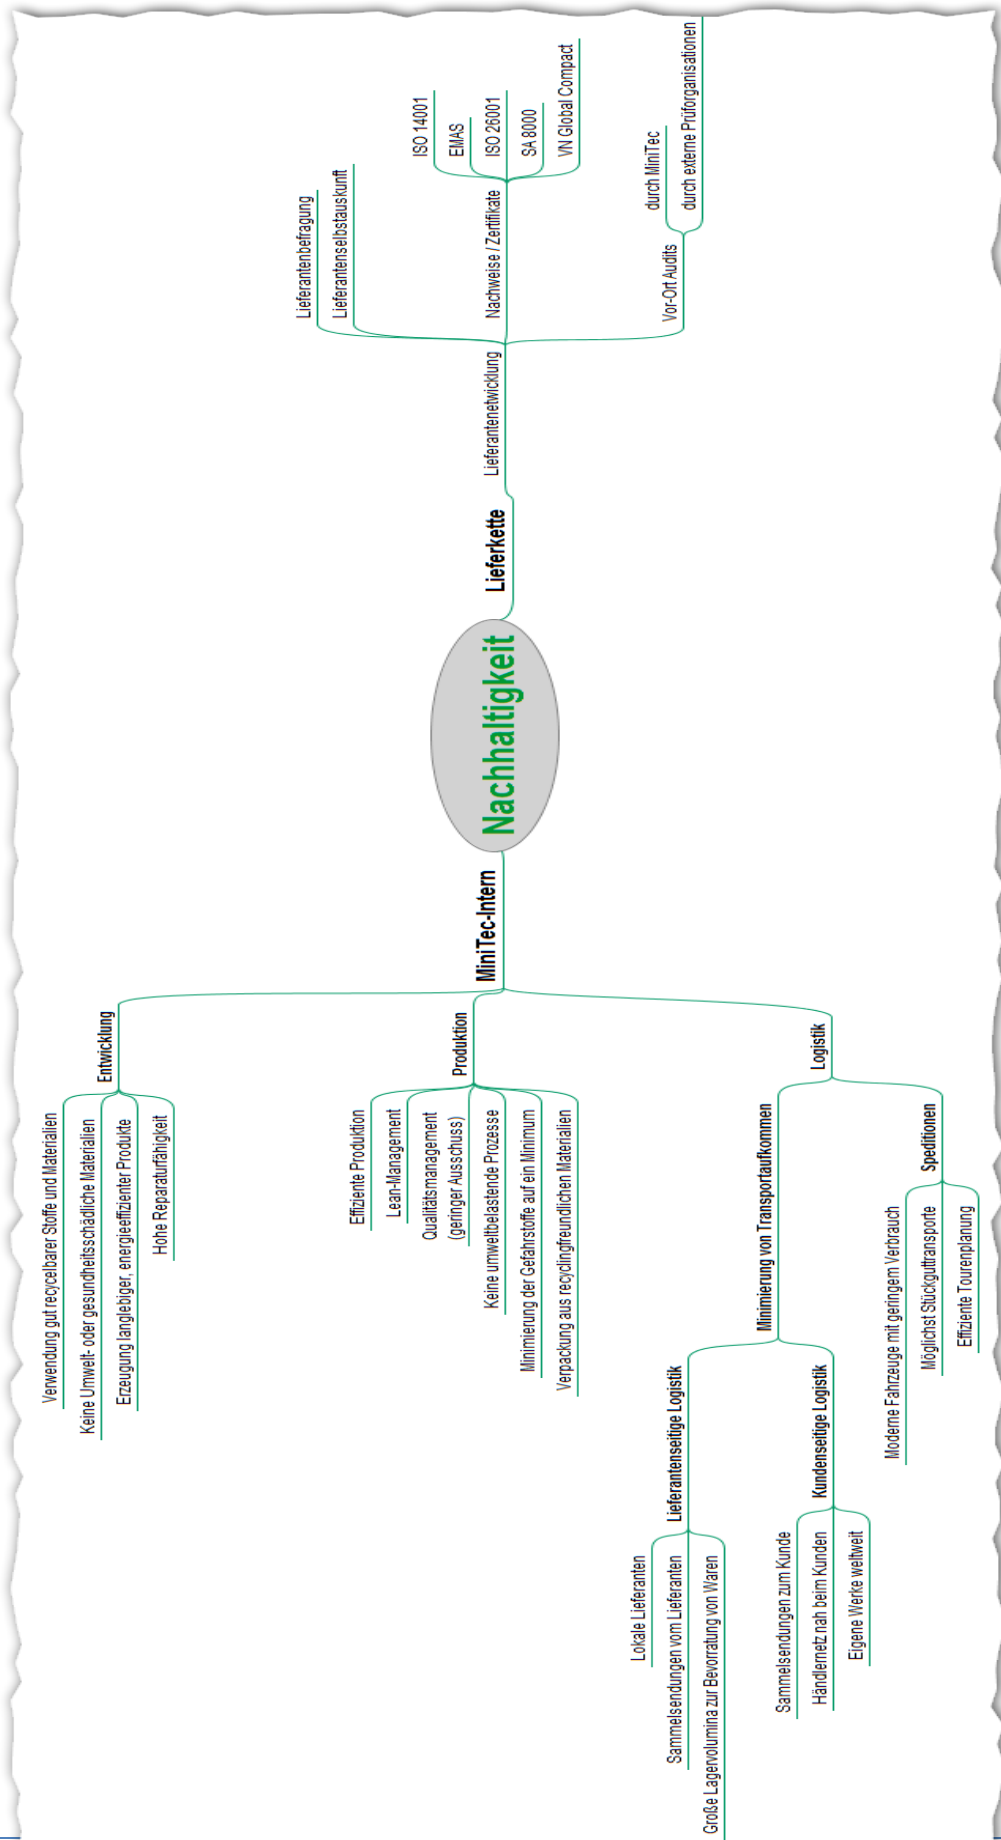 Nachhaltigkeit
MiniTec-Intern
Entwicklung
Verwendung gut recycelbarer Stoffe und Materialien
Keine Umwelt- oder gesundheitsschädliche Materialien
Erzeugung langlebiger, energieeffizienter Produkte
Hohe Reparaturfähigkeit
Produktion
Effiziente Produktion
Lean-Management
Qualitätsmanagement
(geringer Ausschuss)
Keine umweltbelastende Prozesse
Minimierung der Gefahrstoffe auf ein Minimum
Verpackung aus recyclingfreundlichen Materialien
Logistik
Minimierung von Transportaufkommen
Lieferantenseitige Logistik
Lokale Lieferanten
Sammelsendungen vom Lieferanten
Große Lagervolumina zur Bevorratung von Waren
Kundenseitige Logistik
Sammelsendungen zum Kunde
Händlernetz nah beim Kunden
Eigene Werke weltweit
Speditionen
Moderne Fahrzeuge mit geringem Verbrauch
Möglichst Stückguttransporte
Effiziente Tourenplanung
Lieferkette
Lieferantenetwicklung
Lieferantenbefragung
Lieferantenselbstauskunft
Nachweise / Zertifikate
ISO 14001
EMAS
ISO 26001
SA 8000
VN Global Compact
Vor-Ort Audits
durch MiniTec
durch externe Prüforganisationen